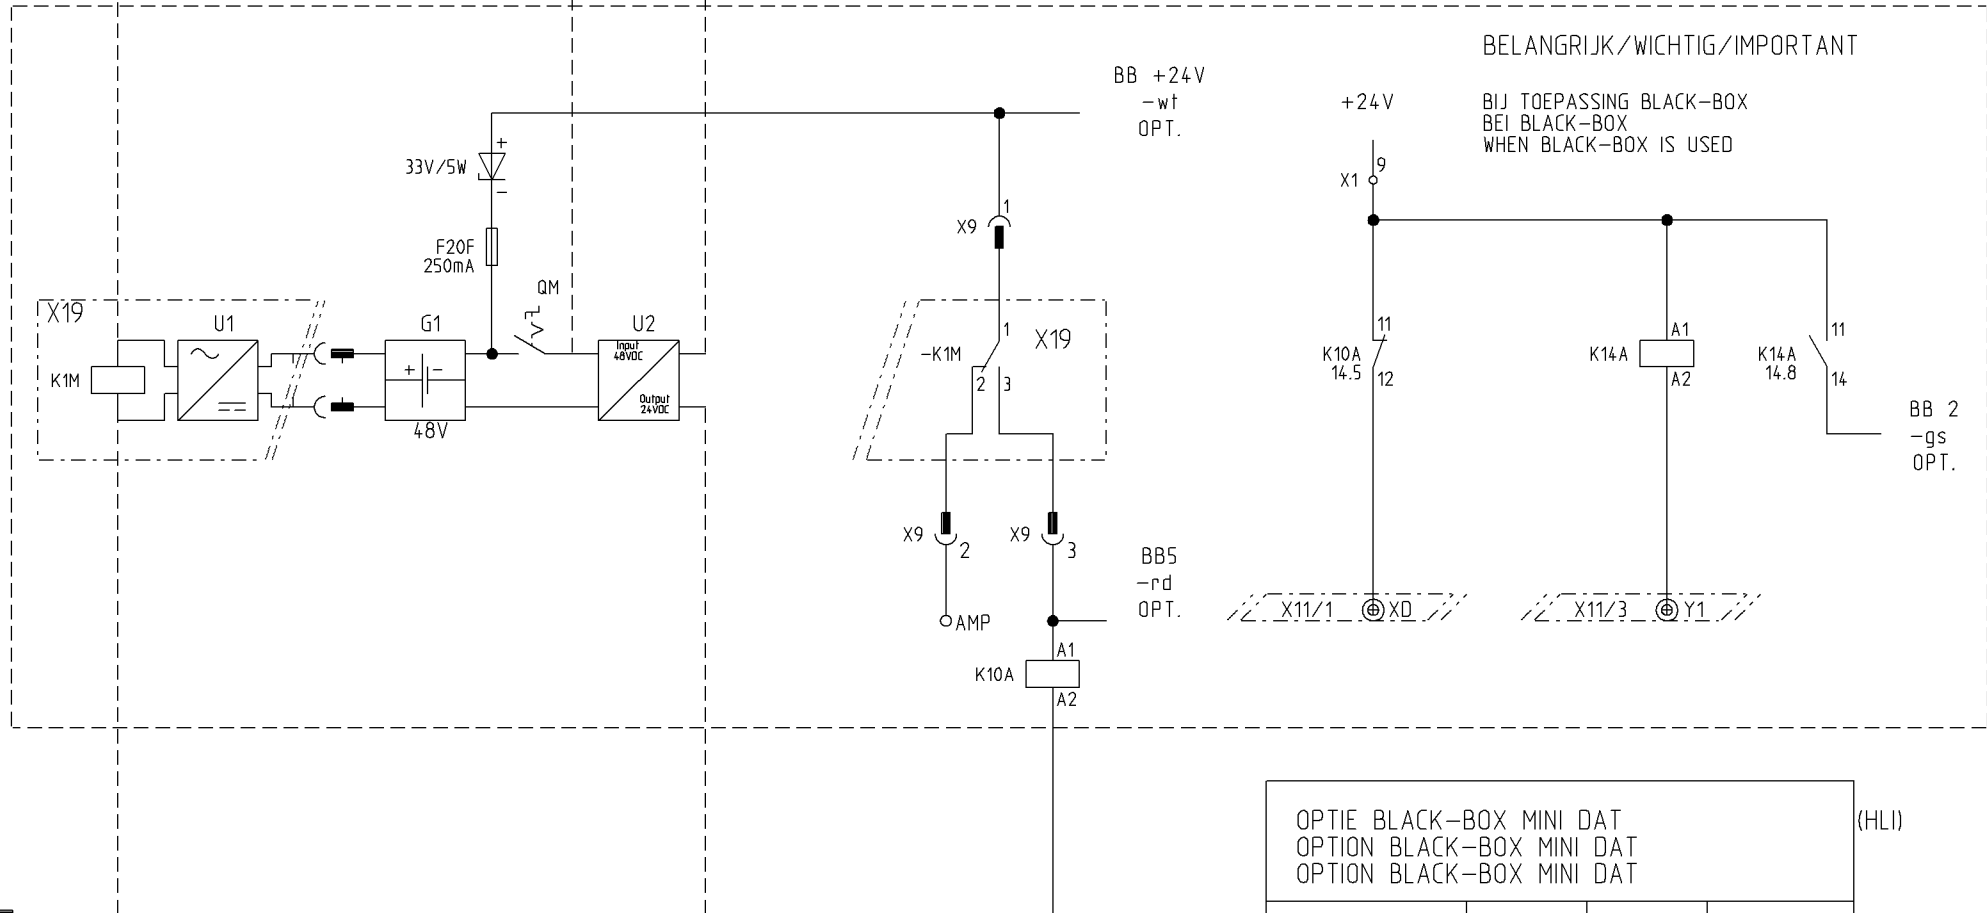 BELANGRIJK/WICHTIG/IMPORTANT
BB +24V
-wt
OPT.
+24V
BIJ TOEPASSING BLACK-BOX
BEI BLACK-BOX
WHEN BLACK-BOX IS USED
+
33V/5W
-
9
X1
1
X9
F20F
250mA
QM
X19
U1
G1
U2
Input
48VDC
1
X19
-K1M
2
3
11
K10A
14.5
12
A1
K14A
A2
11
K14A
14.8
14
K1M
+
-
Output
24VDC
48V
BB 2
-gs
OPT.
X9
2
X9
3
BB5
-rd
OPT.
AMP
X11/1
XD
X11/3
Y1
A1
K10A
A2
OPTIE BLACK-BOX MINI DAT
(HLI)
OPTION BLACK-BOX MINI DAT
OPTION BLACK-BOX MINI DAT